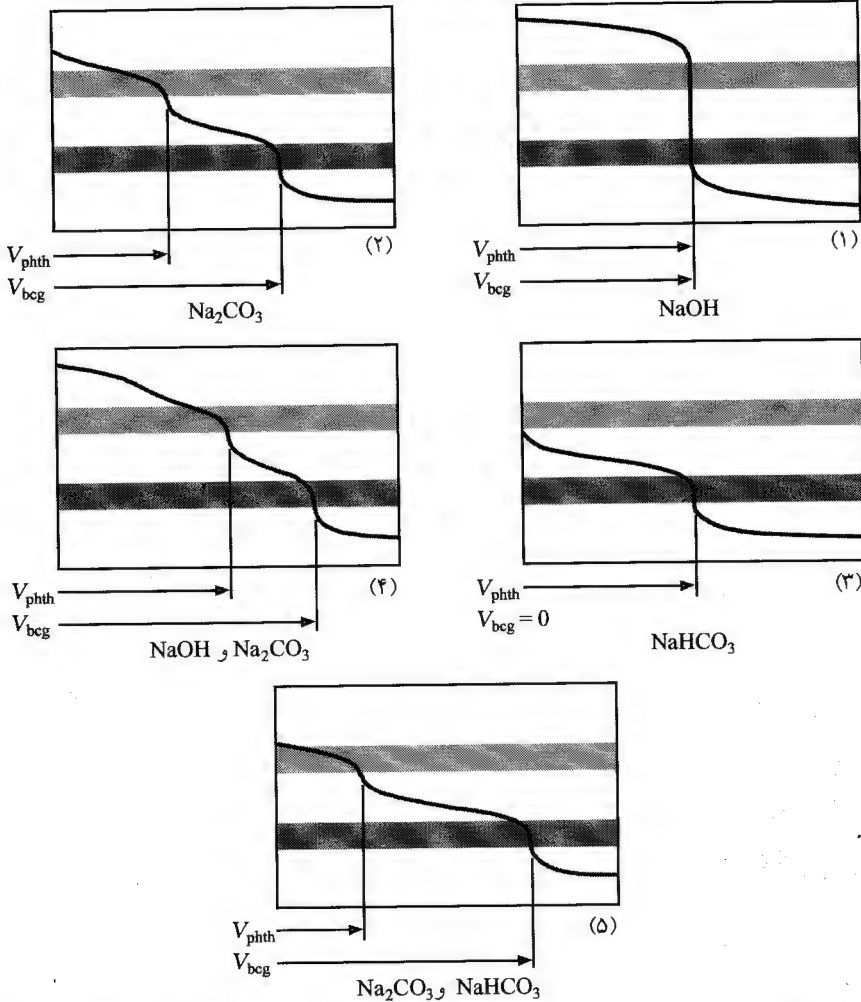 (۱)
V_phth
V_bcg
NaOH
(۲)
V_phth
V_bcg
Na₂CO₃
(۳)
V_phth
V_bcg = 0
NaHCO₃
(۴)
V_phth
V_bcg
NaOH و Na₂CO₃
(۵)
V_phth
V_bcg
Na₂CO₃ و NaHCO₃